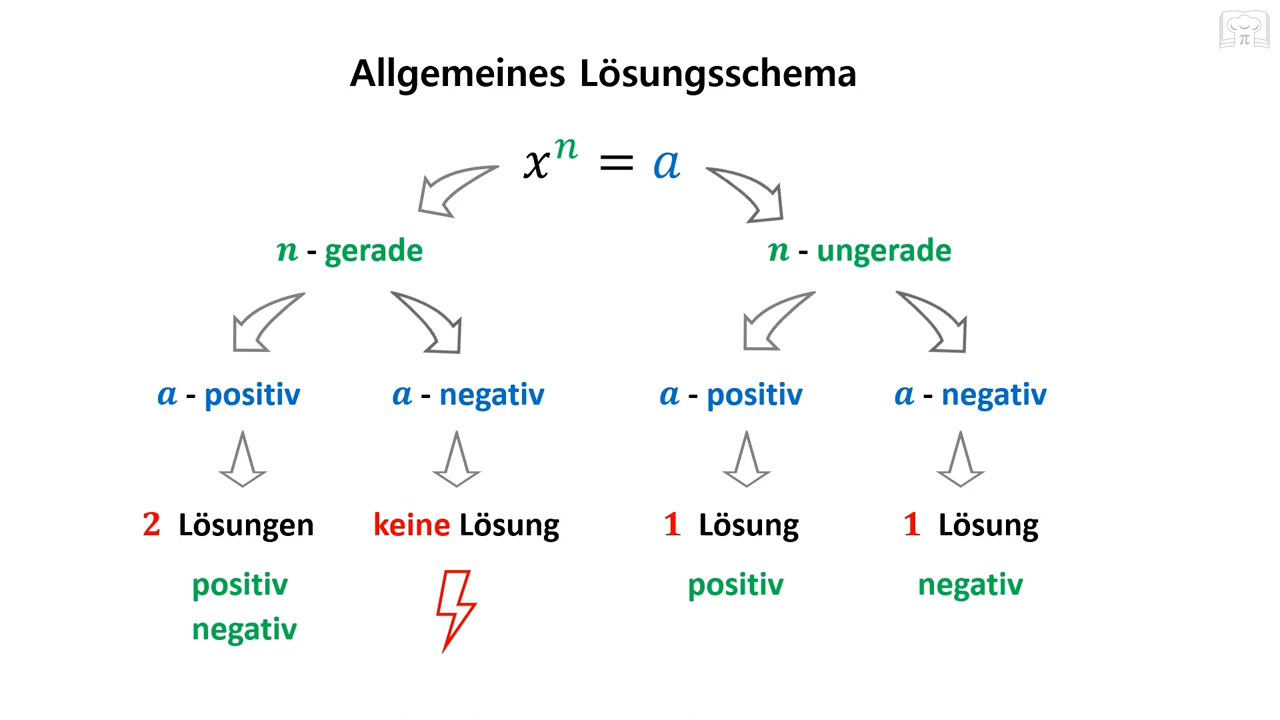 Allgemeines Lösungsschema
xⁿ = a
n - gerade
n - ungerade
a - positiv
a - negativ
a - positiv
a - negativ
2 Lösungen
keine Lösung
1 Lösung
1 Lösung
positiv
positiv
negativ
negativ
π